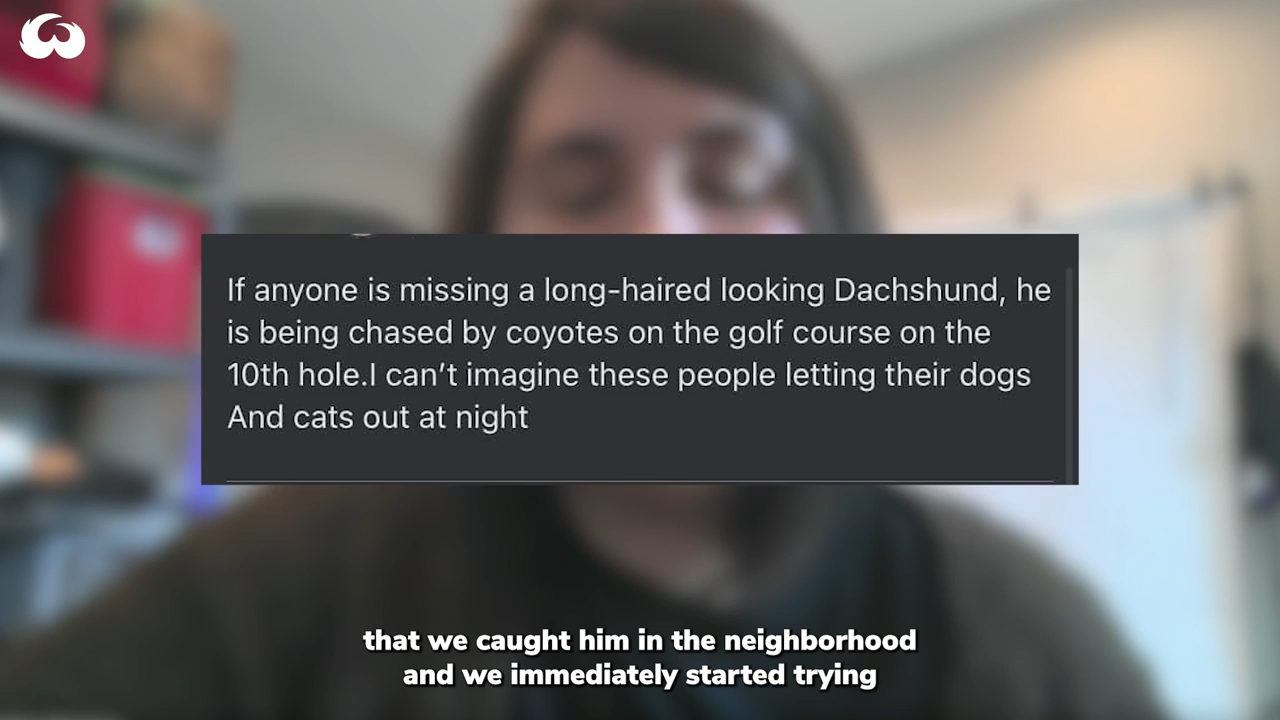 If anyone is missing a long-haired looking Dachshund, he
is being chased by coyotes on the golf course on the
10th hole.I can’t imagine these people letting their dogs
And cats out at night
that we caught him in the neighborhood
and we immediately started trying